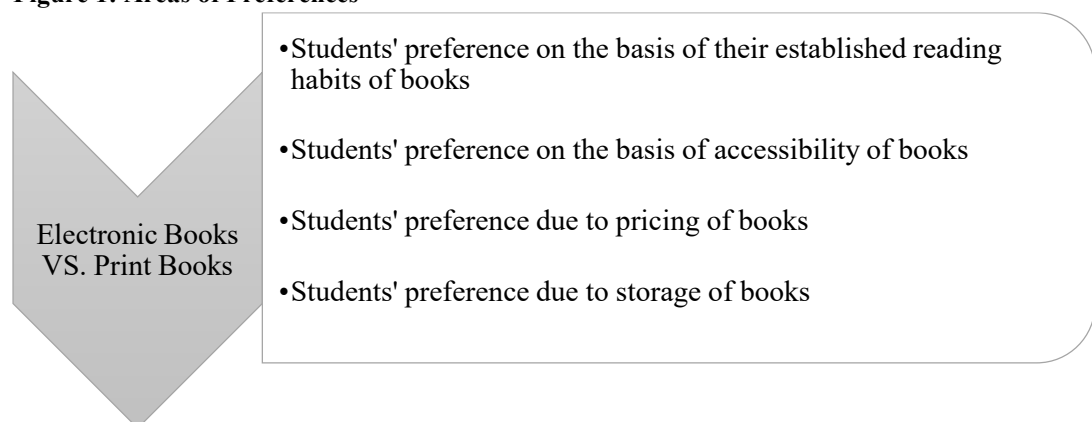 Figure 1: Areas of Preferences
•Students' preference on the basis of their established reading
habits of books
•Students' preference on the basis of accessibility of books
•Students' preference due to pricing of books
•Students' preference due to storage of books
Electronic Books
VS. Print Books